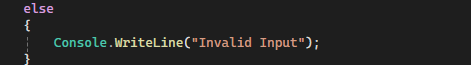 else
{
    Console.WriteLine("Invalid Input");
}